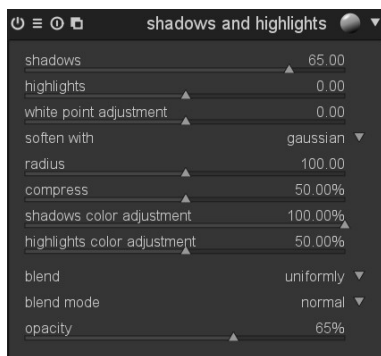 shadows and highlights
shadows 65.00
highlights 0.00
white point adjustment 0.00
soften with gaussian
radius 100.00
compress 50.00%
shadows color adjustment 100.00%
highlights color adjustment 50.00%
blend uniformly
blend mode normal
opacity 65%